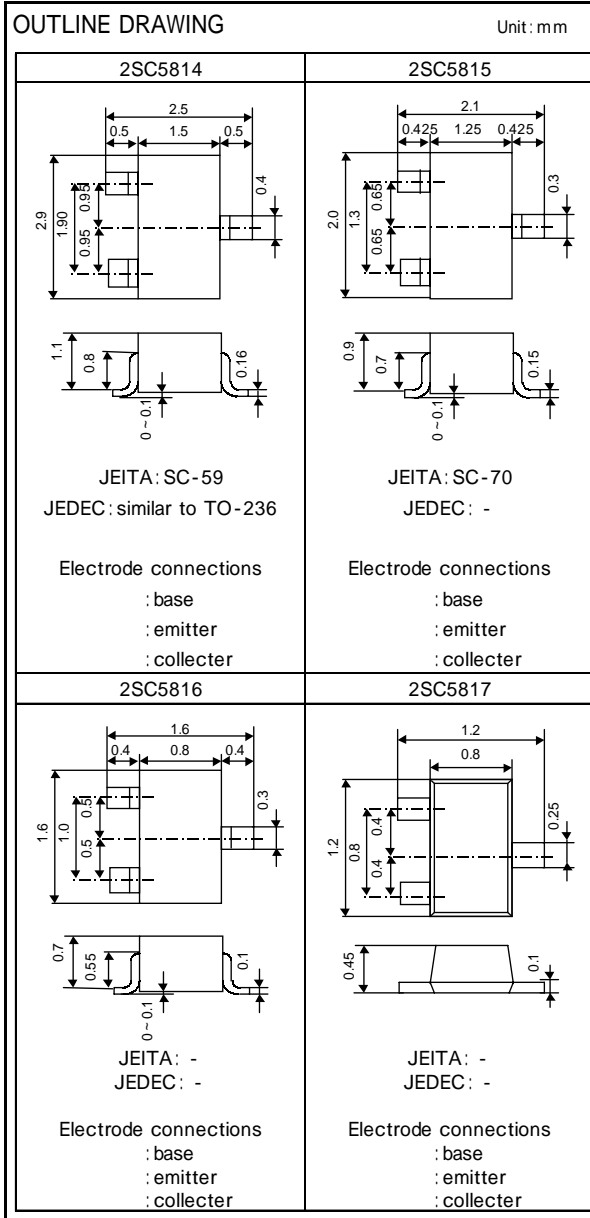 OUTLINE DRAWING Unit:mm
2SC5814 2SC5815
2.5
0.5 1.5 0.5
2.9
1.90
0.95
0.95
0.4
1.1
0.8
0.16
0~0.1
JEITA:SC-59
JEDEC:similar to TO-236
Electrode connections
:base
:emitter
:collecter
2.1
0.425 1.25 0.425
2.0
1.3
0.65
0.65
0.3
0.9
0.7
0.15
0~0.1
JEITA:SC-70
JEDEC: -
Electrode connections
:base
:emitter
:collecter
2SC5816 2SC5817
1.6
0.4 0.8 0.4
1.6
1.0
0.5
0.5
0.3
0.7
0.55
0.1
0~0.1
JEITA: -
JEDEC: -
Electrode connections
:base
:emitter
:collecter
1.2
0.8
1.2
0.8
0.4
0.4
0.25
0.45
0.1
JEITA: -
JEDEC: -
Electrode connections
:base
:emitter
:collecter